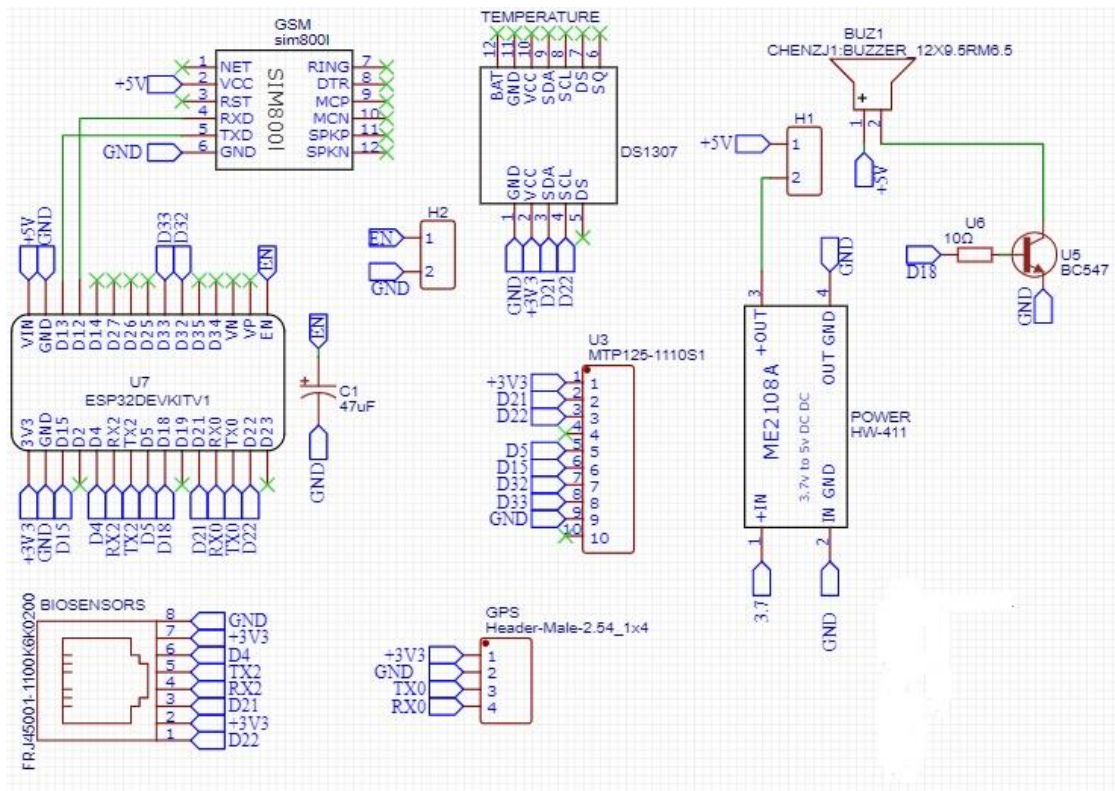 GSM
sim800l
1 NET RING 7
+5V 2 VCC DTR 8
3 RST MCP 9
4 RXD MCN 10
5 TXD SPKP 11
GND 6 GND SPKN 12
SIM800l
TEMPERATURE
12 11 10 9 8 7 6
BAT GND VCC SDA SCL DS SQ
DS1307
GND VCC SDA SCL DS
1 2 3 4 5
GND +3V3 D21 D22
BUZ1
CHENZJ1:BUZZER_12X9.5RM6.5
+
1 2
+5V
H1
+5V 1
2
U6
10Ω
D18
U5
BC547
GND
H2
EN 1
2
GND
+5V GND D33 D32 EN
VIN GND D13 D12 D14 D27 D26 D25 D33 D32 D35 D34 VN VP EN
U7
ESP32DEVKITV1
3V3 GND D15 D2 D4 RX2 TX2 D5 D18 D19 D21 RX0 TX0 D22 D23
+3V3 GND D15 D4 RX2 TX2 D5 D18 D21 RX0 TX0 D22
EN
+
C1
47uF
GND
U3
MTP125-1110S1
+3V3 1 1
D21 2 2
D22 3 3
4 4
D5 5 5
D15 6 6
D32 7 7
D33 8 8
GND 9 9
10 10
GND
3 4
+OUT OUT GND
ME2108A
3.7v to 5v DC DC
POWER
HW-411
+IN IN GND
1 2
3.7 GND
BIOSENSORS
FRJ45001-1100K6K0200
8 GND
7 +3V3
6 D4
5 TX2
4 RX2
3 D21
2 +3V3
1 D22
GPS
Header-Male-2.54_1x4
+3V3 1
GND 2
TX0 3
RX0 4